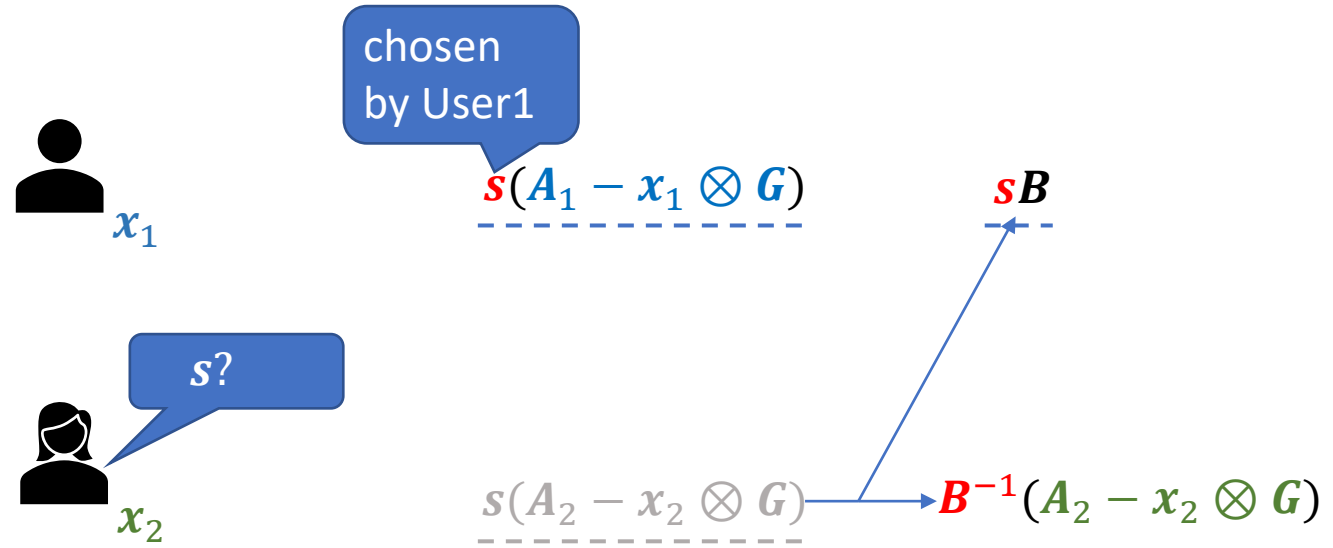 chosen
by User1
s(A₁ − x₁ ⊗ G)
sB
x₁
s?
x₂
s(A₂ − x₂ ⊗ G)
B⁻¹(A₂ − x₂ ⊗ G)